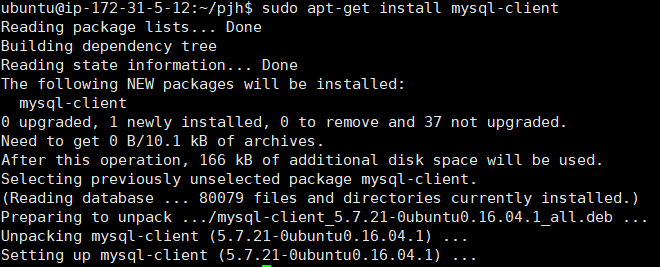 ubuntu@ip-172-31-5-12:~/pjh$ sudo apt-get install mysql-client
Reading package lists... Done
Building dependency tree
Reading state information... Done
The following NEW packages will be installed:
  mysql-client
0 upgraded, 1 newly installed, 0 to remove and 37 not upgraded.
Need to get 0 B/10.1 kB of archives.
After this operation, 166 kB of additional disk space will be used.
Selecting previously unselected package mysql-client.
(Reading database ... 80079 files and directories currently installed.)
Preparing to unpack .../mysql-client_5.7.21-0ubuntu0.16.04.1_all.deb ...
Unpacking mysql-client (5.7.21-0ubuntu0.16.04.1) ...
Setting up mysql-client (5.7.21-0ubuntu0.16.04.1) ...